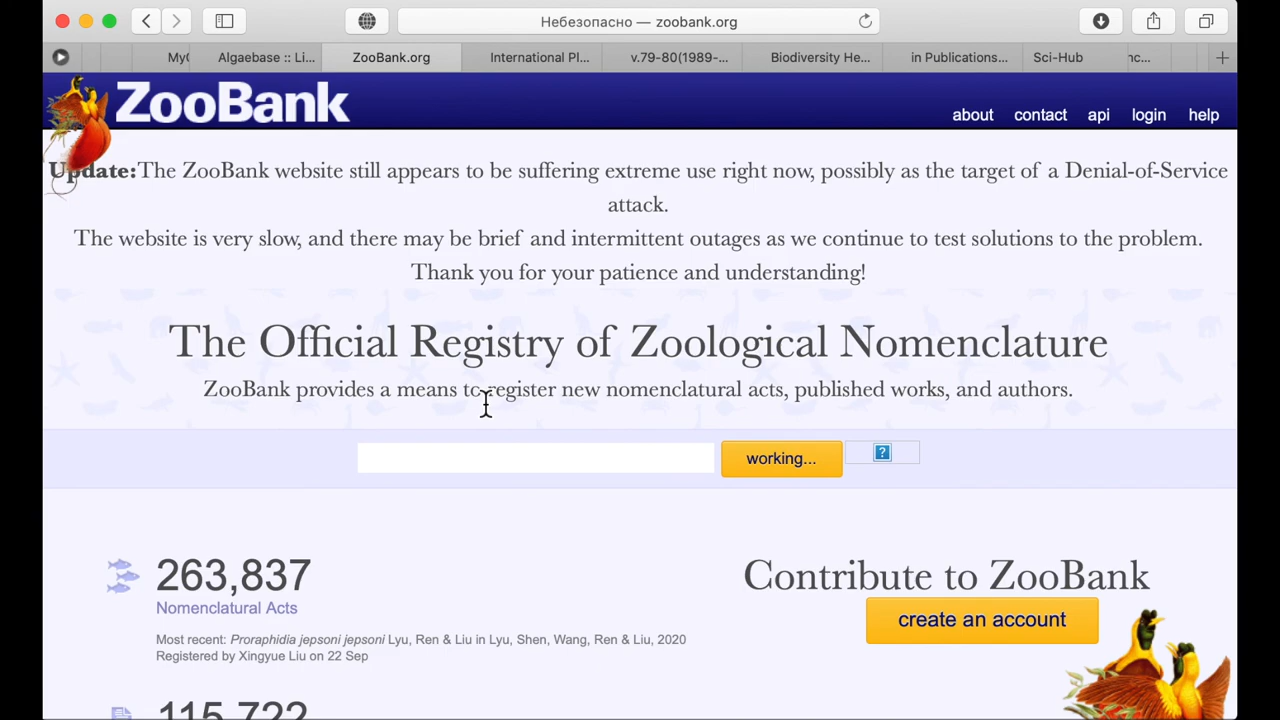 Небезопасно — zoobank.org
MyC
Algaebase :: Li...
ZooBank.org
International Pl...
v.79-80(1989-...
Biodiversity He...
in Publications...
Sci-Hub
nc...
ZooBank
about
contact
api
login
help
Update:The ZooBank website still appears to be suffering extreme use right now, possibly as the target of a Denial-of-Service
attack.
The website is very slow, and there may be brief and intermittent outages as we continue to test solutions to the problem.
Thank you for your patience and understanding!
The Official Registry of Zoological Nomenclature
ZooBank provides a means to register new nomenclatural acts, published works, and authors.
working...
?
263,837
Nomenclatural Acts
Most recent: Proraphidia jepsoni jepsoni Lyu, Ren & Liu in Lyu, Shen, Wang, Ren & Liu, 2020
Registered by Xingyue Liu on 22 Sep
Contribute to ZooBank
create an account
115,722